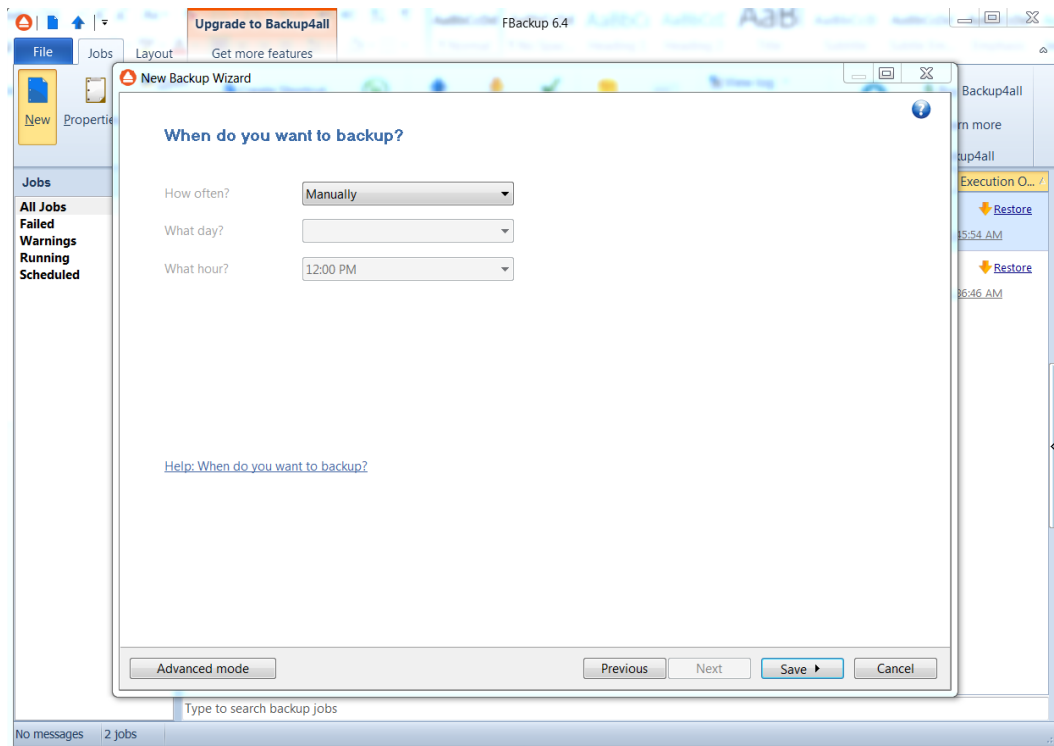 Upgrade to Backup4all
FBackup 6.4
File
Jobs
Layout
Get more features
New
Propertie
New Backup Wizard
Backup4all
rn more
kup4all
When do you want to backup?
How often?
Manually
What day?
What hour?
12:00 PM
Help: When do you want to backup?
Jobs
All Jobs
Failed
Warnings
Running
Scheduled
Execution O...
Restore
45:54 AM
Restore
36:46 AM
Advanced mode
Previous
Next
Save
Cancel
Type to search backup jobs
No messages
2 jobs